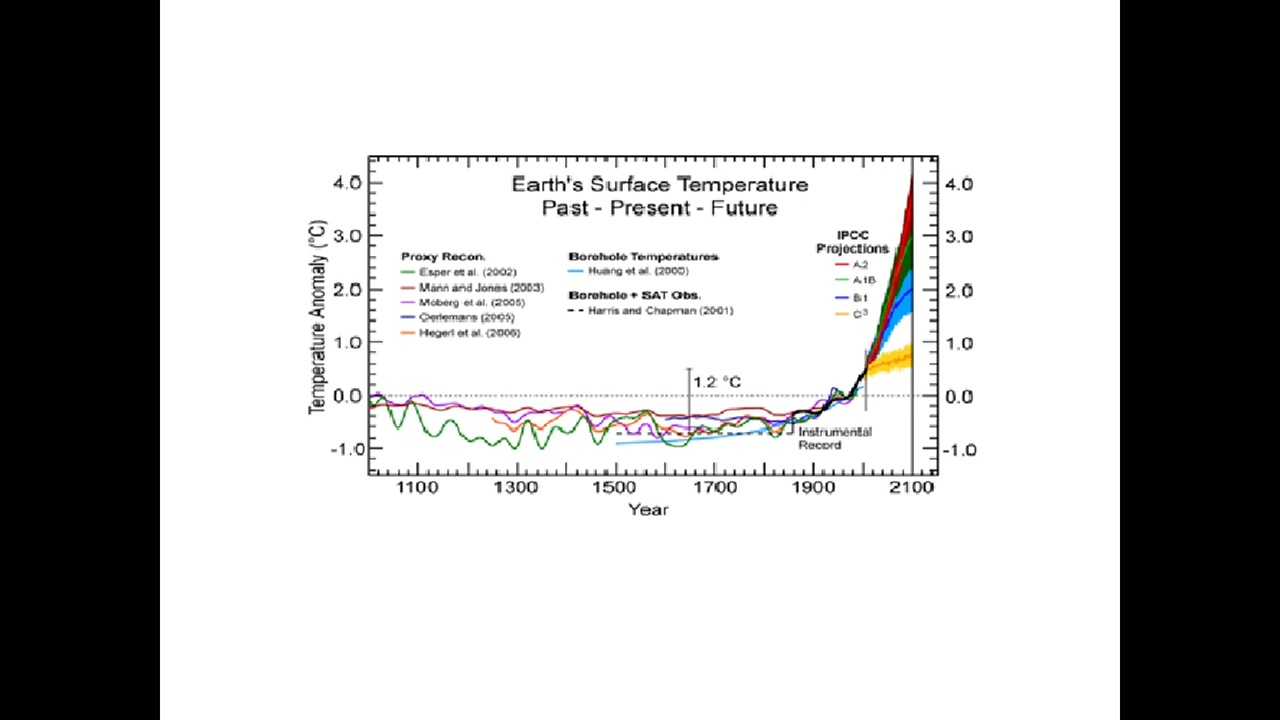 Earth's Surface Temperature
Past - Present - Future
4.0
3.0
2.0
1.0
0.0
-1.0
Temperature Anomaly (°C)
Proxy Recon.
Esper et al. (2002)
Mann and Jones (2003)
Moberg et al. (2005)
Oerlemans (2005)
Hegerl et al. (2006)
Borehole Temperatures
Huang et al. (2000)
Borehole + SAT Obs.
Harris and Chapman (2001)
IPCC
Projections
A2
A1B
B1
C³
4.0
3.0
2.0
1.0
0.0
-1.0
1.2 °C
Instrumental
Record
1100 1300 1500 1700 1900 2100
Year